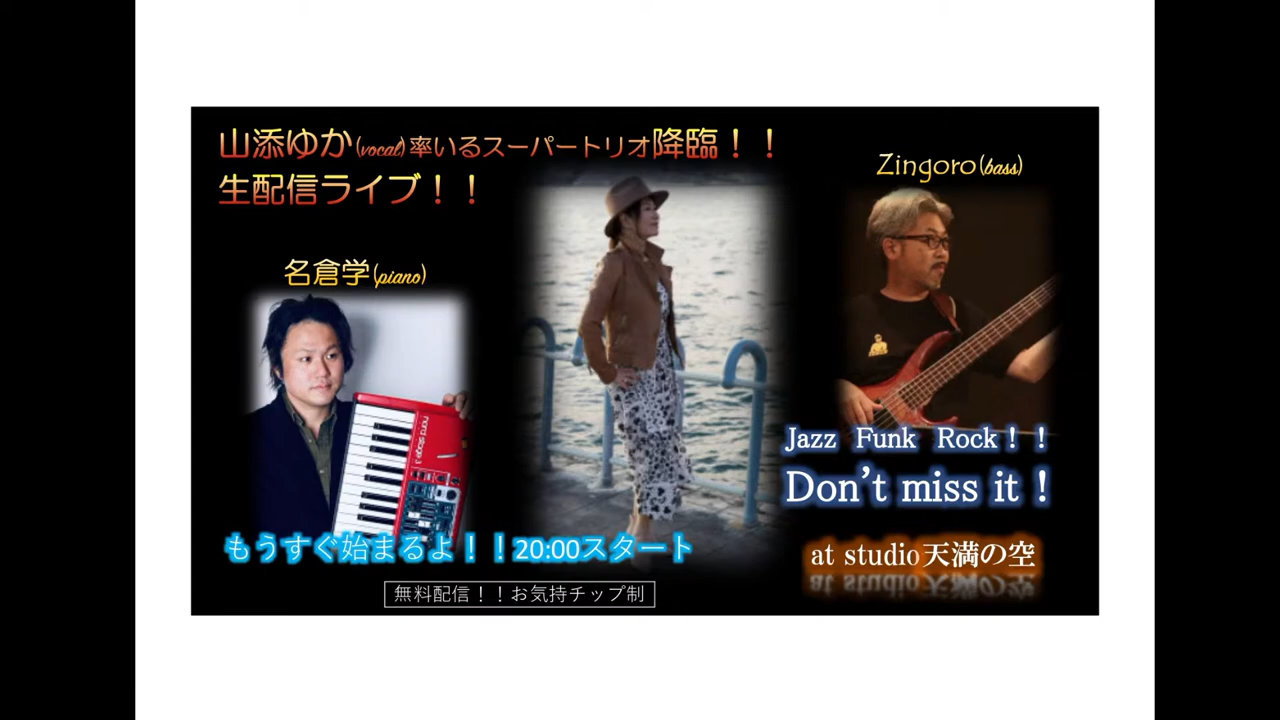 山添ゆか(vocal)率いるスーパートリオ降臨！！
生配信ライブ！！
Zingoro(bass)
名倉学(piano)
nord stage 3
Jazz Funk Rock！！
Don't miss it！
もうすぐ始まるよ！！20:00スタート
at studio天満の空
無料配信！！お気持チップ制